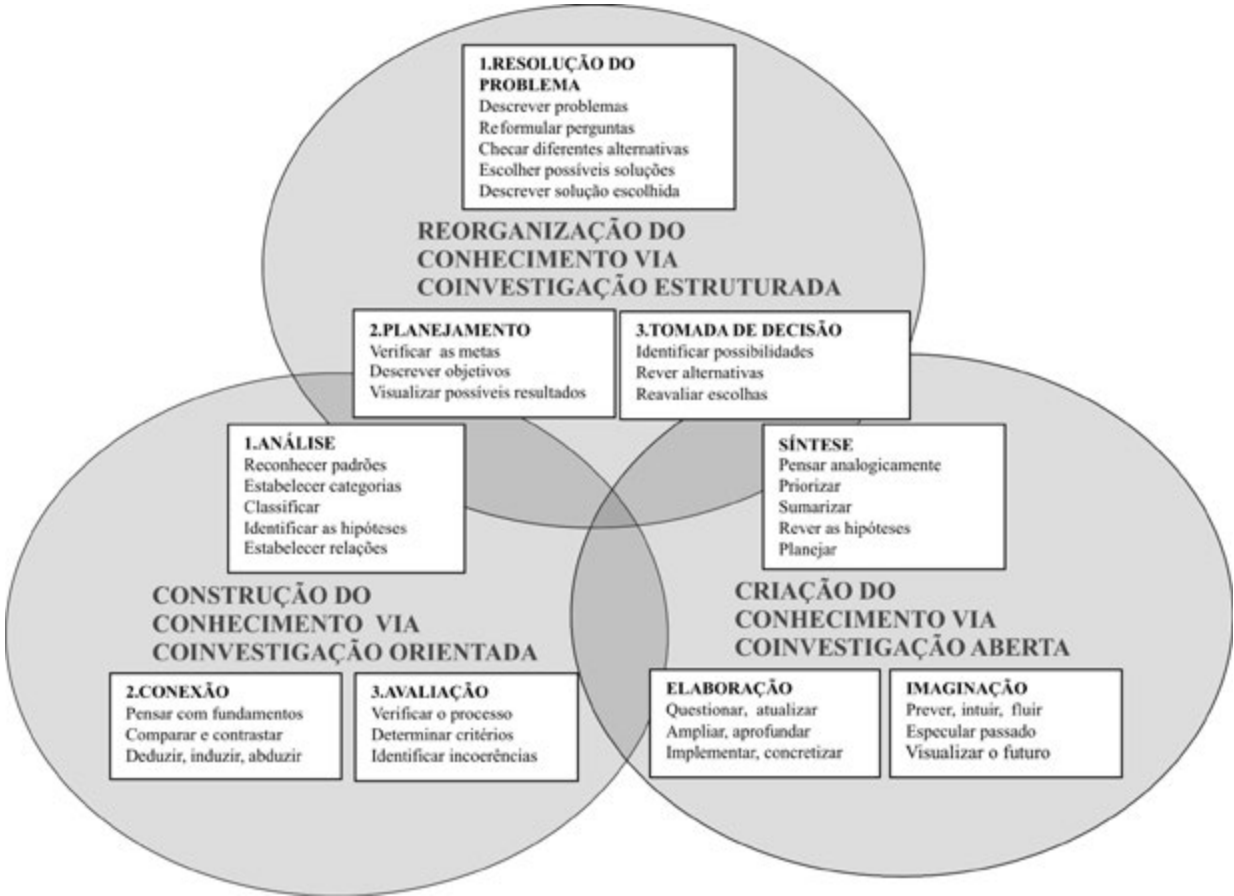 1.RESOLUÇÃO DO
PROBLEMA
Descrever problemas
Reformular perguntas
Checar diferentes alternativas
Escolher possíveis soluções
Descrever solução escolhida
REORGANIZAÇÃO DO
CONHECIMENTO VIA
COINVESTIGAÇÃO ESTRUTURADA
2.PLANEJAMENTO
Verificar as metas
Descrever objetivos
Visualizar possíveis resultados
3.TOMADA DE DECISÃO
Identificar possibilidades
Rever alternativas
Reavaliar escolhas
1.ANÁLISE
Reconhecer padrões
Estabelecer categorias
Classificar
Identificar as hipóteses
Estabelecer relações
CONSTRUÇÃO DO
CONHECIMENTO VIA
COINVESTIGAÇÃO ORIENTADA
2.CONEXÃO
Pensar com fundamentos
Comparar e contrastar
Deduzir, induzir, abduzir
3.AVALIAÇÃO
Verificar o processo
Determinar critérios
Identificar incoerências
SÍNTESE
Pensar analogicamente
Priorizar
Sumarizar
Rever as hipóteses
Planejar
CRIAÇÃO DO
CONHECIMENTO VIA
COINVESTIGAÇÃO ABERTA
ELABORAÇÃO
Questionar, atualizar
Ampliar, aprofundar
Implementar, concretizar
IMAGINAÇÃO
Prever, intuir, fluir
Especular passado
Visualizar o futuro